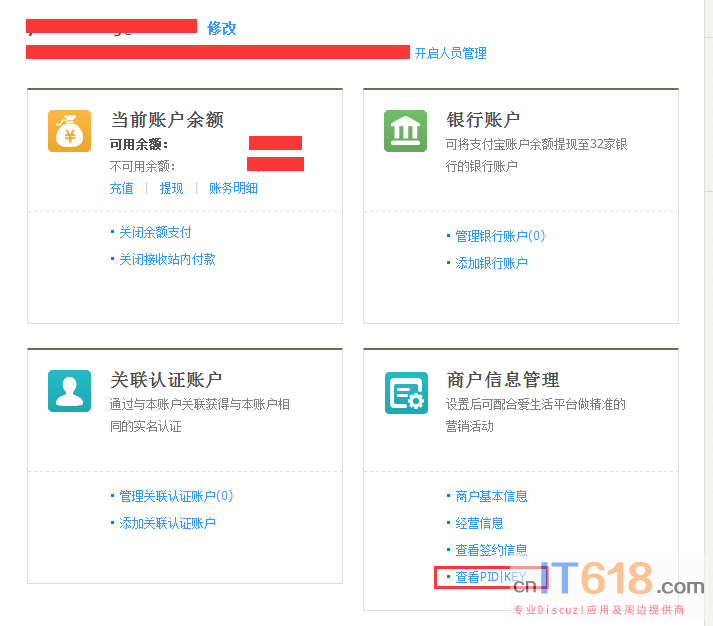 修改
开启人员管理
当前账户余额
可用余额：
不可用余额：
充值 | 提现 | 账务明细
关闭余额支付
关闭接收站内付款
银行账户
可将支付宝账户余额提现至32家银
行的银行账户
管理银行账户(0)
添加银行账户
关联认证账户
通过与本账户关联获得与本账户相
同的实名认证
管理关联认证账户(0)
添加关联认证账户
商户信息管理
设置后可配合爱生活平台做精准的
营销活动
商户基本信息
经营信息
查看签约信息
查看PID|KEY
cnIT618.com
专业Discuz!应用及周边提供商